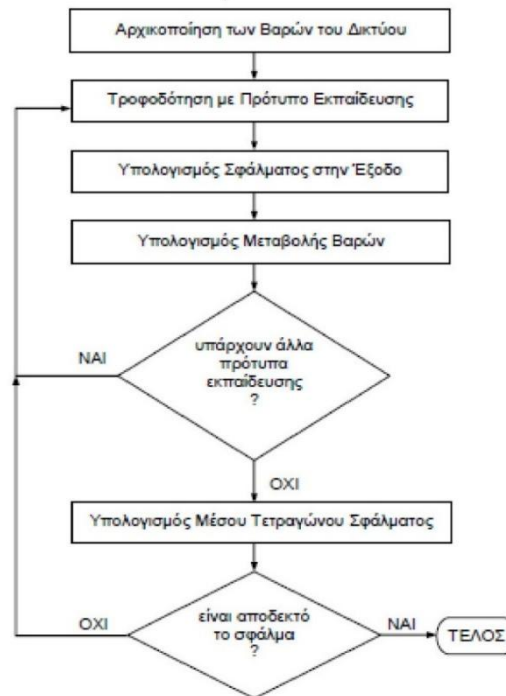 Αρχικοποίηση των Βαρών του Δικτύου
Τροφοδότηση με Πρότυπο Εκπαίδευσης
Υπολογισμός Σφάλματος στην Έξοδο
Υπολογισμός Μεταβολής Βαρών
υπάρχουν άλλα
πρότυπα
εκπαίδευσης
?
ΝΑΙ
ΟΧΙ
Υπολογισμός Μέσου Τετραγώνου Σφάλματος
είναι αποδεκτό
το σφάλμα
?
ΟΧΙ
ΝΑΙ
ΤΕΛΟΣ